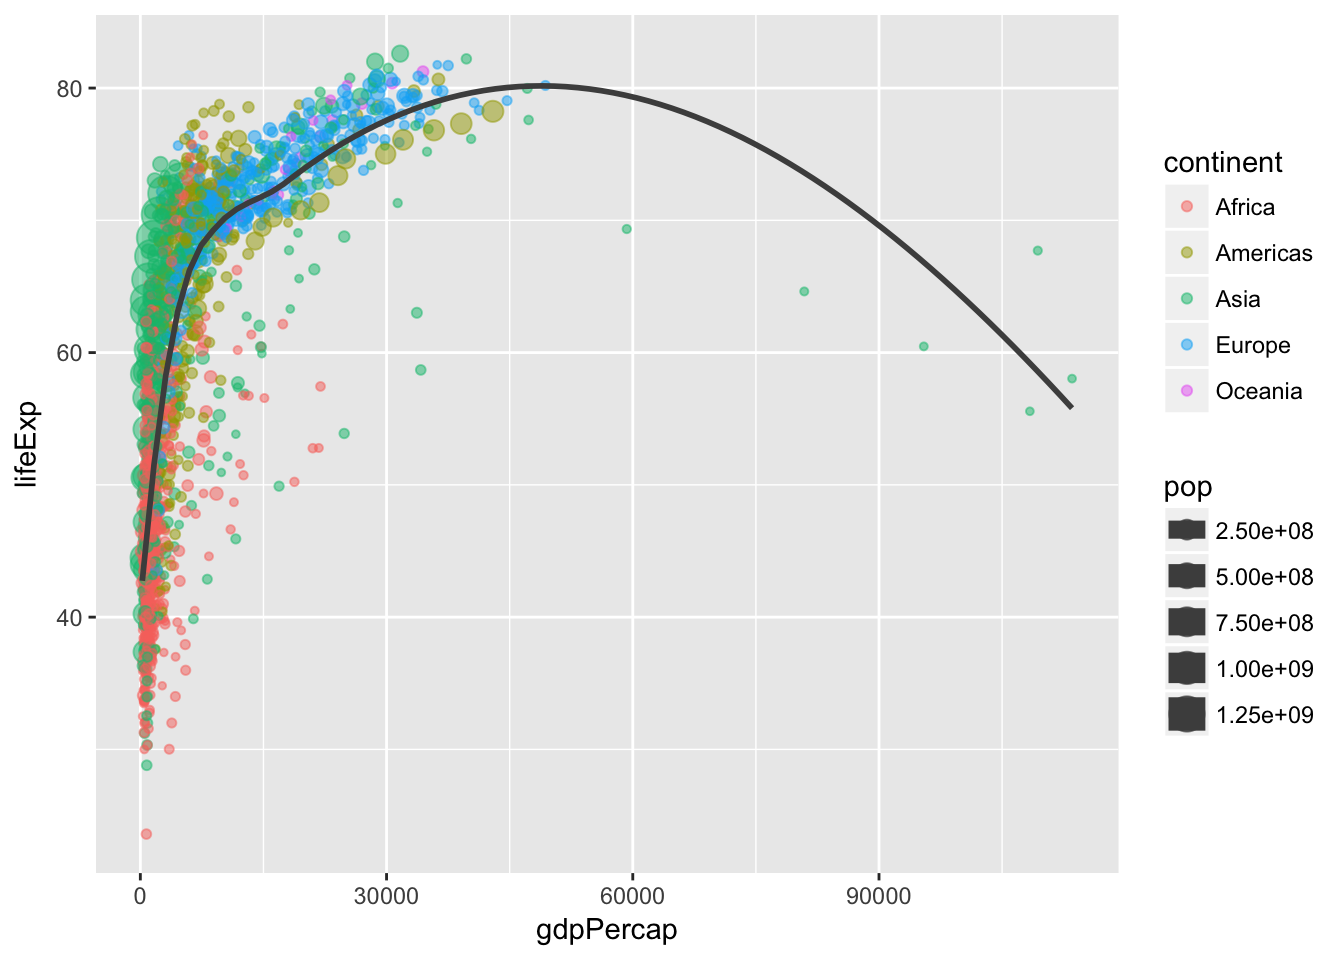 80
60
40
lifeExp
0
30000
60000
90000
gdpPercap
continent
Africa
Americas
Asia
Europe
Oceania
pop
2.50e+08
5.00e+08
7.50e+08
1.00e+09
1.25e+09